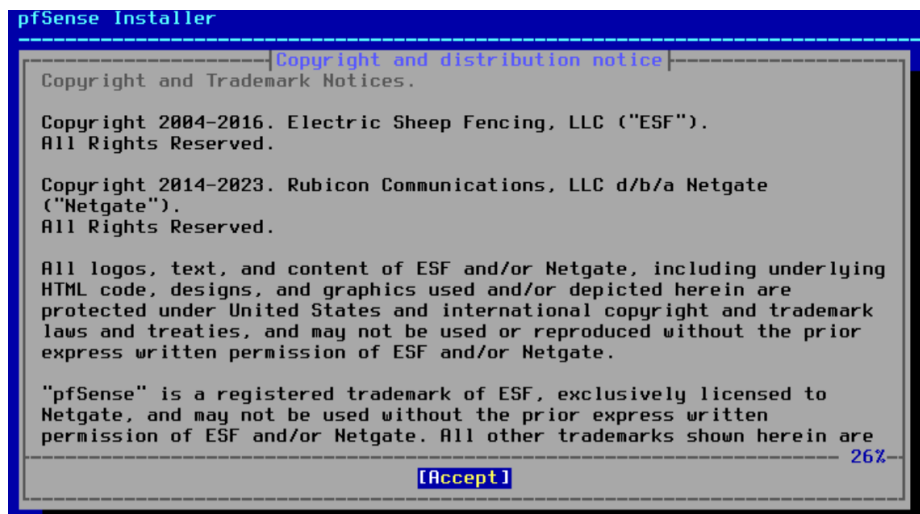 pfSense Installer
Copyright and distribution notice
Copyright and Trademark Notices.
Copyright 2004-2016. Electric Sheep Fencing, LLC ("ESF").
All Rights Reserved.
Copyright 2014-2023. Rubicon Communications, LLC d/b/a Netgate
("Netgate").
All Rights Reserved.
All logos, text, and content of ESF and/or Netgate, including underlying
HTML code, designs, and graphics used and/or depicted herein are
protected under United States and international copyright and trademark
laws and treaties, and may not be used or reproduced without the prior
express written permission of ESF and/or Netgate.
"pfSense" is a registered trademark of ESF, exclusively licensed to
Netgate, and may not be used without the prior express written
permission of ESF and/or Netgate. All other trademarks shown herein are
26%
[Accept]